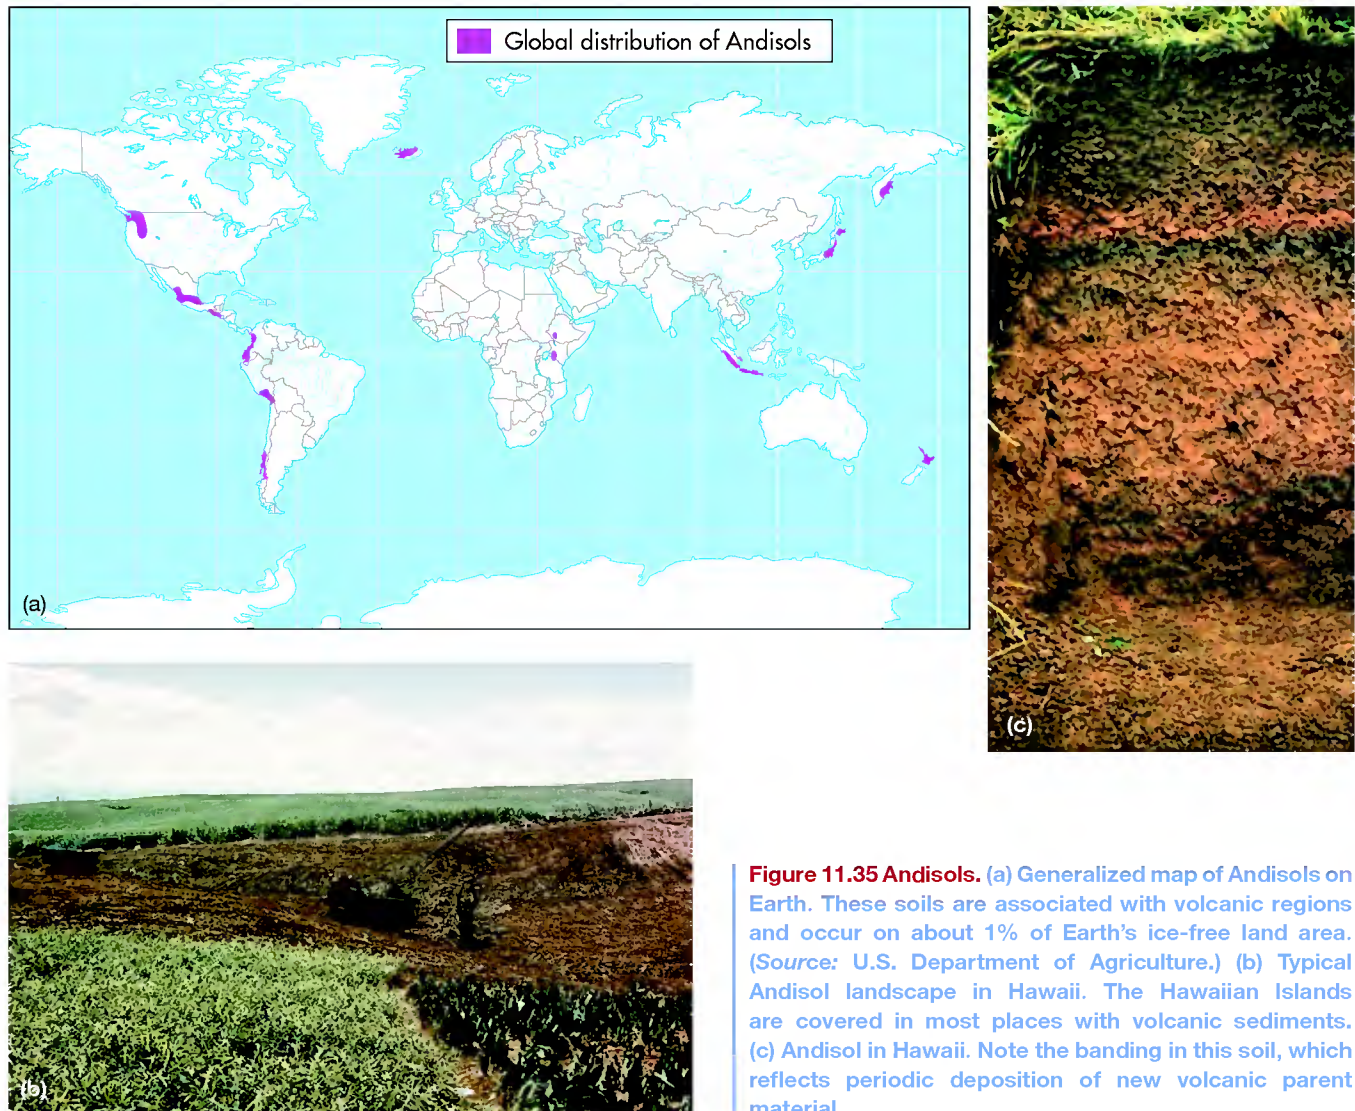 Global distribution of Andisols
(a)
(c)
(b)
Figure 11.35 Andisols. (a) Generalized map of Andisols on
Earth. These soils are associated with volcanic regions
and occur on about 1% of Earth's ice-free land area.
(Source: U.S. Department of Agriculture.) (b) Typical
Andisol landscape in Hawaii. The Hawaiian Islands
are covered in most places with volcanic sediments.
(c) Andisol in Hawaii. Note the banding in this soil, which
reflects periodic deposition of new volcanic parent
material.